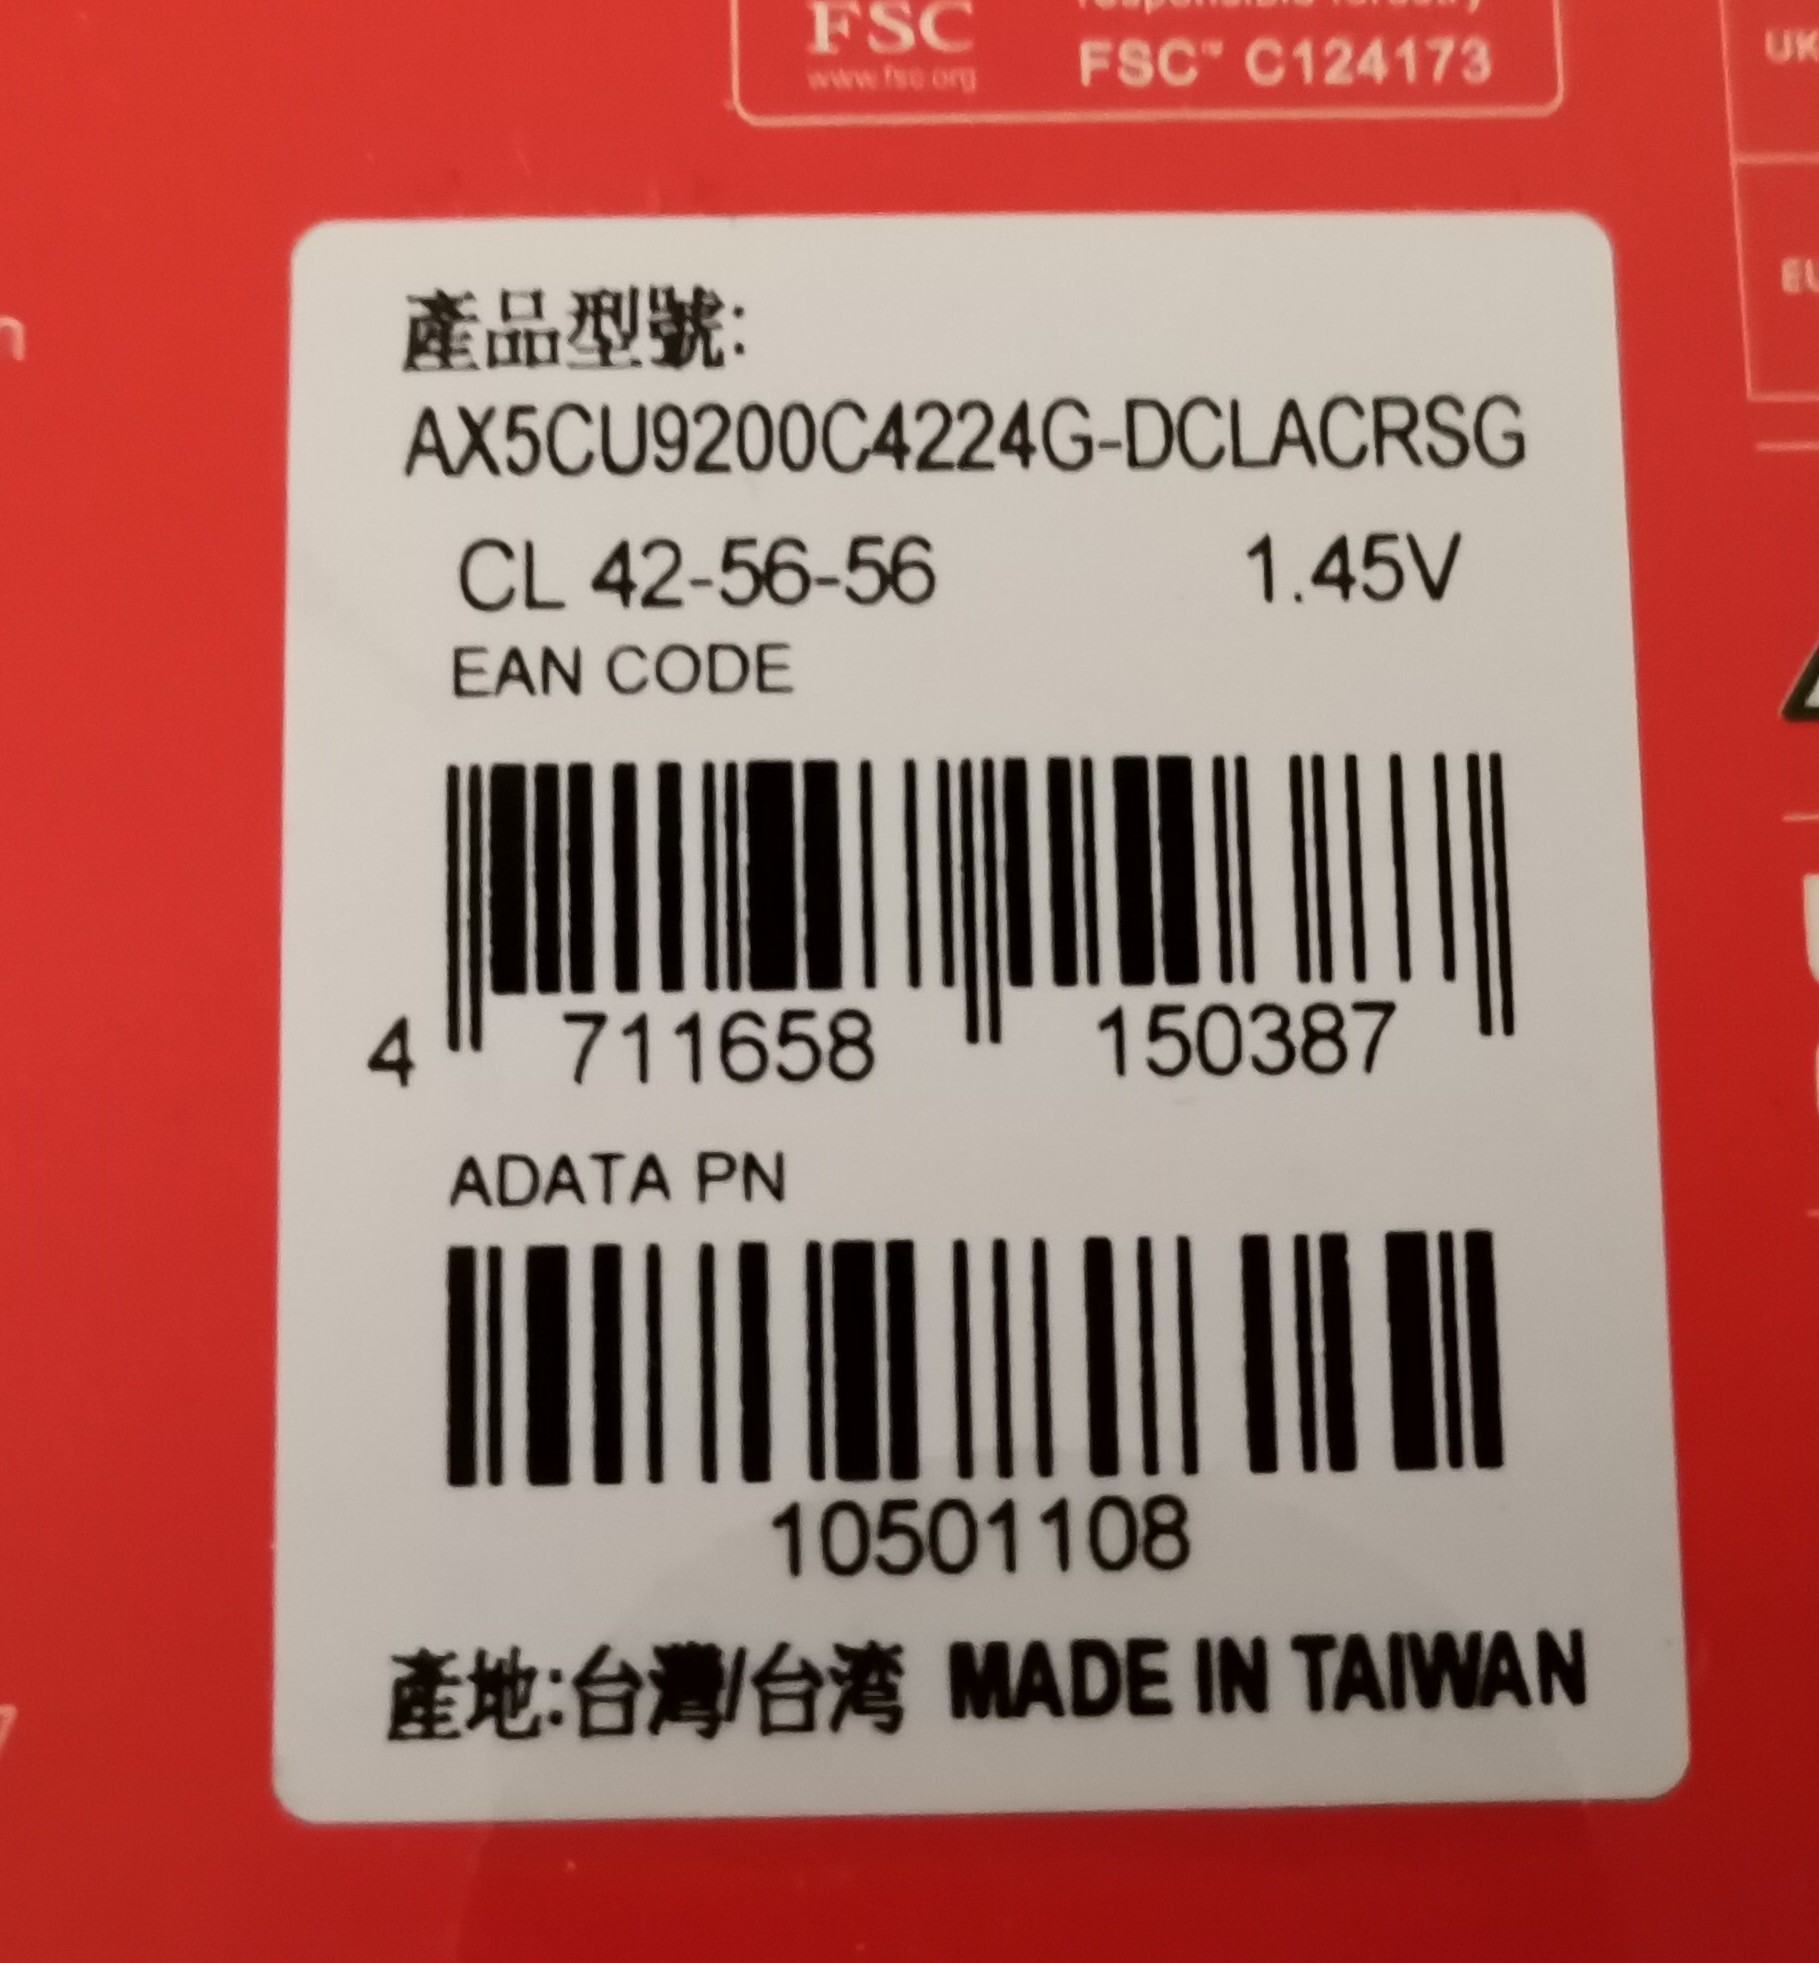 FSC
www.fsc.org
FSC™ C124173
UK
產品型號:
AX5CU9200C4224G-DCLACRSG
CL 42-56-56 1.45V
EAN CODE
4 711658 150387
ADATA PN
10501108
產地:台灣/台湾 MADE IN TAIWAN